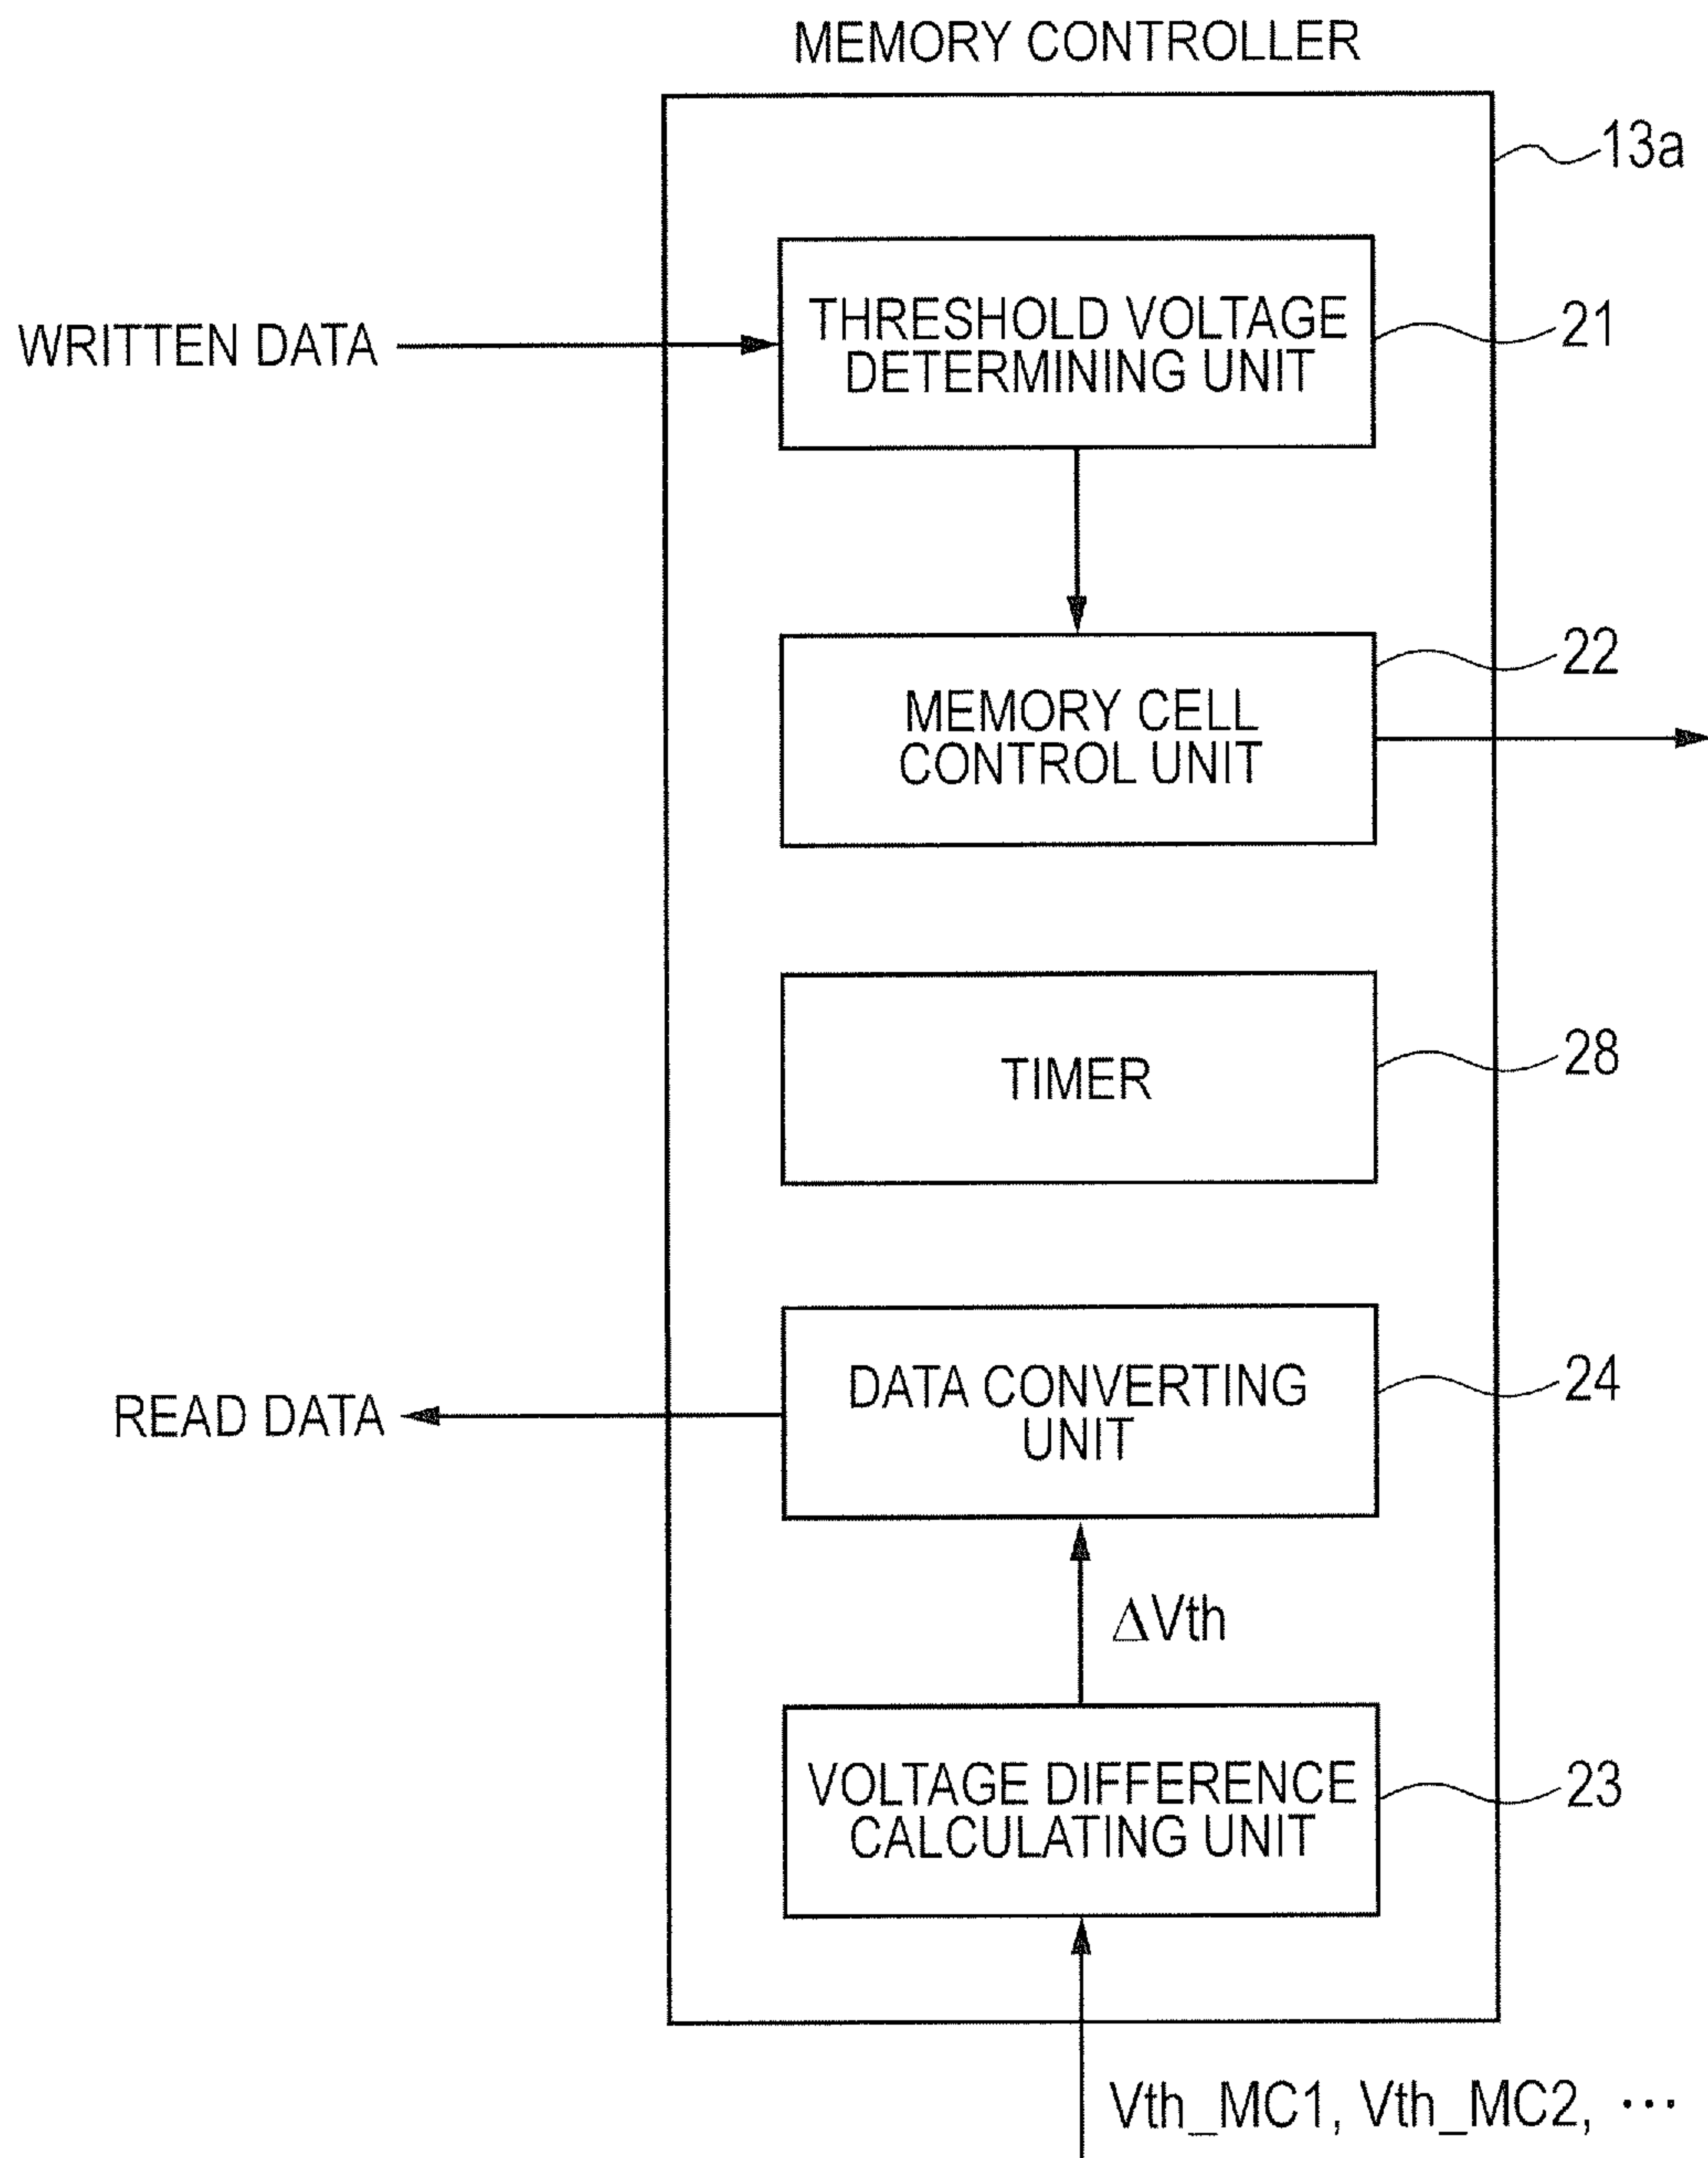 MEMORY CONTROLLER
13a
WRITTEN DATA
THRESHOLD VOLTAGE
DETERMINING UNIT
21
MEMORY CELL
CONTROL UNIT
22
TIMER
28
READ DATA
DATA CONVERTING
UNIT
24
ΔVth
VOLTAGE DIFFERENCE
CALCULATING UNIT
23
Vth_MC1, Vth_MC2, ···